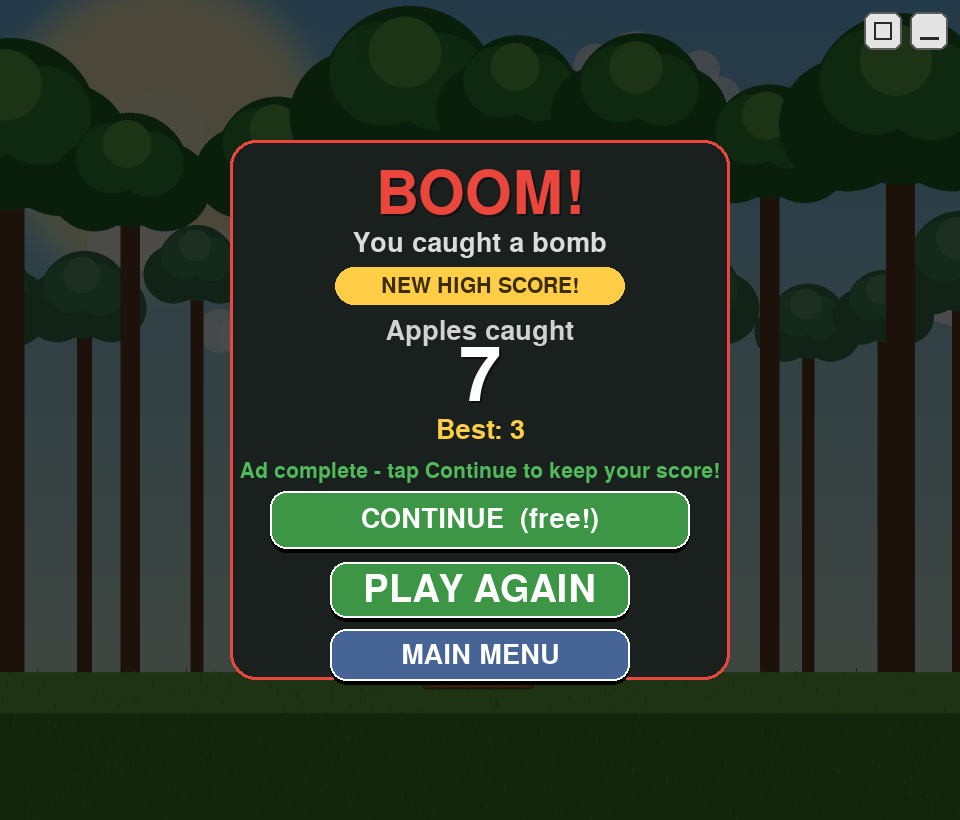 BOOM!
You caught a bomb
NEW HIGH SCORE!
Apples caught
7
Best: 3
Ad complete - tap Continue to keep your score!
CONTINUE (free!)
PLAY AGAIN
MAIN MENU